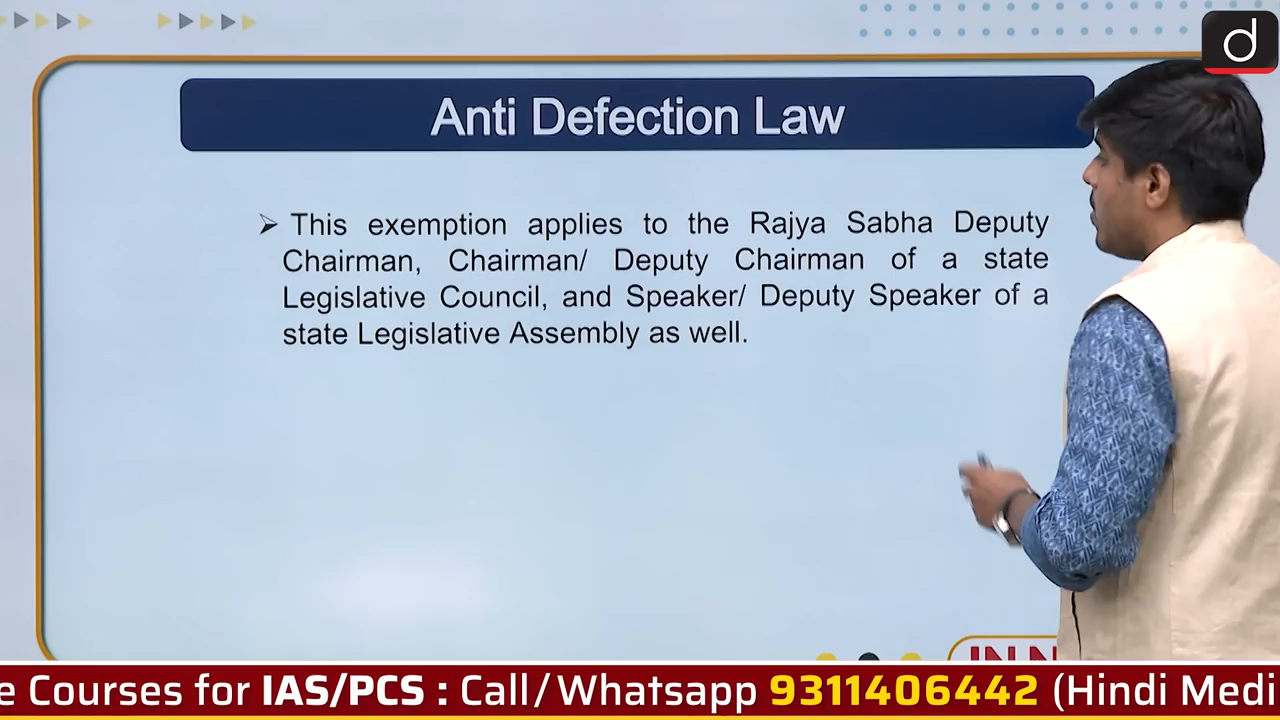 d
Anti Defection Law
➢ This exemption applies to the Rajya Sabha Deputy
Chairman, Chairman/ Deputy Chairman of a state
Legislative Council, and Speaker/ Deputy Speaker of a
state Legislative Assembly as well.
IN N
e Courses for IAS/PCS : Call/Whatsapp 9311406442 (Hindi Medi